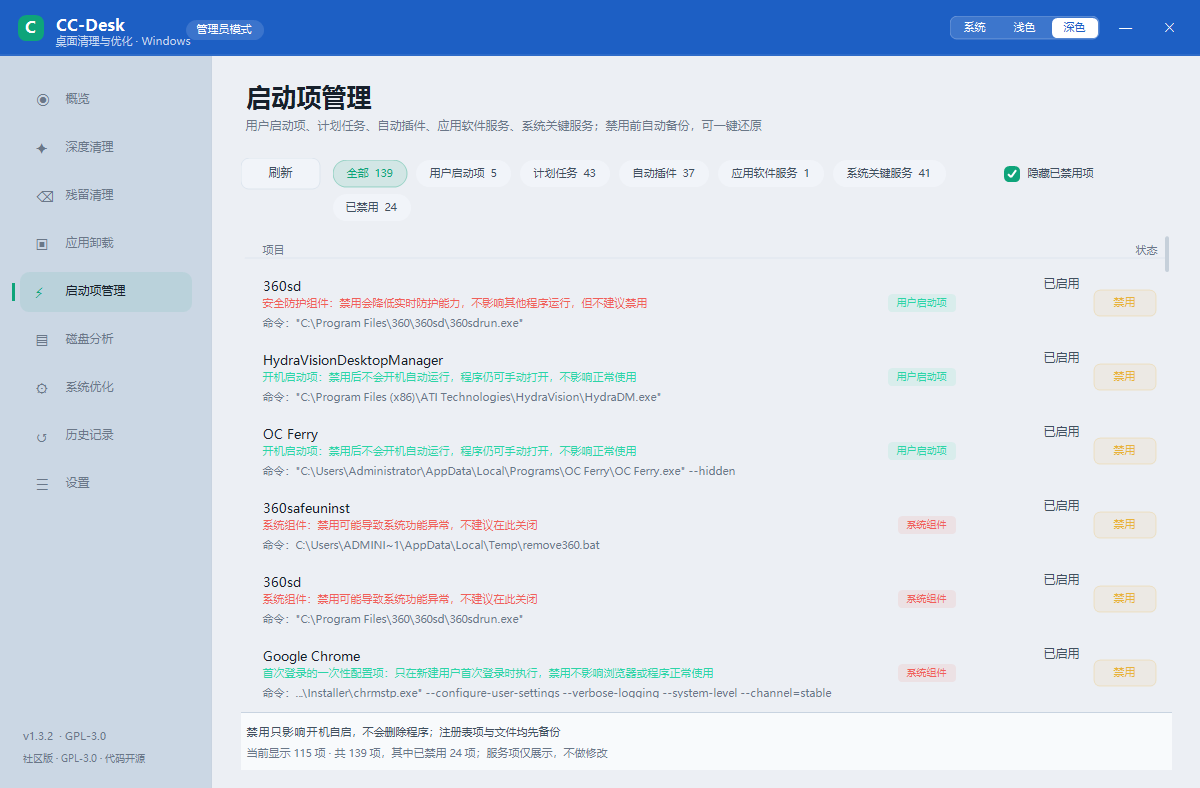 C CC-Desk
桌面清理与优化 · Windows
管理员模式
系统 浅色 深色
概览
深度清理
残留清理
应用卸载
启动项管理
磁盘分析
系统优化
历史记录
设置
v1.3.2 · GPL-3.0
社区版 · GPL-3.0 · 代码开源
启动项管理
用户启动项、计划任务、自动插件、应用软件服务、系统关键服务；禁用前自动备份，可一键还原
刷新 全部 139 用户启动项 5 计划任务 43 自动插件 37 应用软件服务 1 系统关键服务 41 隐藏已禁用项
已禁用 24
项目 状态
360sd
安全防护组件：禁用会降低实时防护能力，不影响其他程序运行，但不建议禁用
命令："C:\Program Files\360\360sd\360sdrun.exe"
用户启动项 已启用 禁用
HydraVisionDesktopManager
开机启动项：禁用后不会开机自动运行，程序仍可手动打开，不影响正常使用
命令："C:\Program Files (x86)\ATI Technologies\HydraVision\HydraDM.exe"
用户启动项 已启用 禁用
OC Ferry
开机启动项：禁用后不会开机自动运行，程序仍可手动打开，不影响正常使用
命令："C:\Users\Administrator\AppData\Local\Programs\OC Ferry\OC Ferry.exe" --hidden
用户启动项 已启用 禁用
360safeuninst
系统组件：禁用可能导致系统功能异常，不建议在此关闭
命令：C:\Users\ADMINI~1\AppData\Local\Temp\remove360.bat
系统组件 已启用 禁用
360sd
系统组件：禁用可能导致系统功能异常，不建议在此关闭
命令："C:\Program Files\360\360sd\360sdrun.exe"
系统组件 已启用 禁用
Google Chrome
首次登录的一次性配置项：只在新建用户首次登录时执行，禁用不影响浏览器或程序正常使用
命令：...\Installer\chrmstp.exe" --configure-user-settings --verbose-logging --system-level --channel=stable
系统组件 已启用 禁用
禁用只影响开机自启，不会删除程序；注册表项与文件均先备份
当前显示 115 项 · 共 139 项，其中已禁用 24 项；服务项仅展示，不做修改